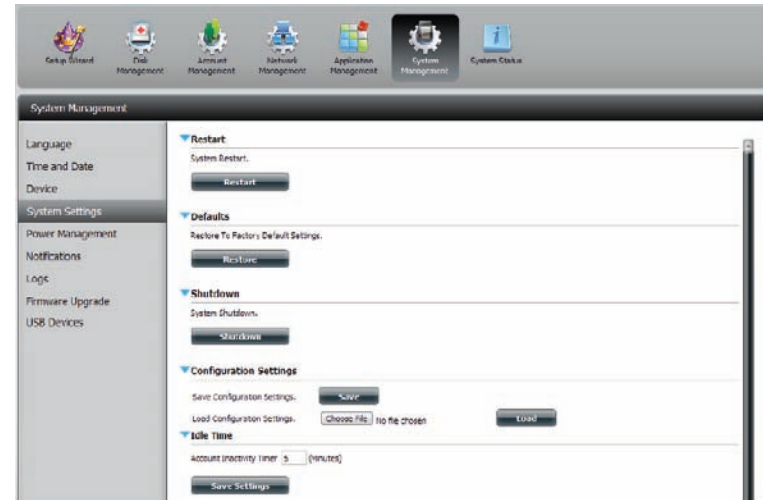 Setup Wizard
Disk Management
Account Management
Network Management
Application Management
System Management
System Status
System Management
Language
Time and Date
Device
System Settings
Power Management
Notifications
Logs
Firmware Upgrade
USB Devices
Restart
System Restart.
Restart
Defaults
Restore To Factory Default Settings.
Restore
Shutdown
System Shutdown.
Shutdown
Configuration Settings
Save Configuration Settings. Save
Load Configuration Settings. Choose File No file chosen Load
Idle Time
Account Inactivity Timer 5 (Minutes)
Save Settings